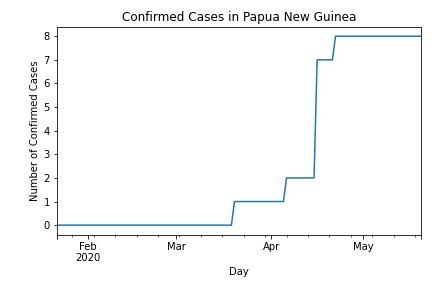 Confirmed Cases in Papua New Guinea
8
7
6
5
4
3
2
1
0
Number of Confirmed Cases
Feb Mar Apr May
2020
Day